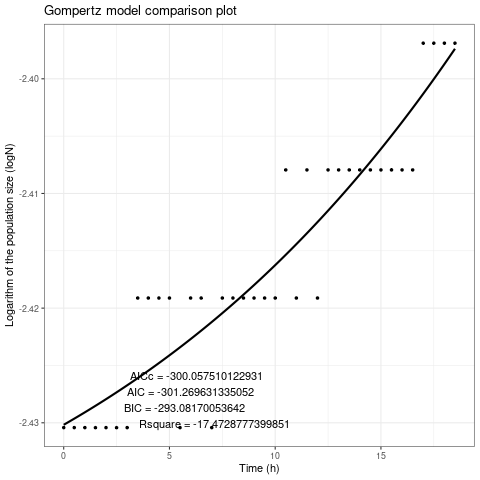 Gompertz model comparison plot
Logarithm of the population size (logN)
-2.40
-2.41
-2.42
-2.43
AICc = -300.057510122931
AIC = -301.269631335052
BIC = -293.08170053642
Rsquare = -17.4728777399851
0 5 10 15
Time (h)